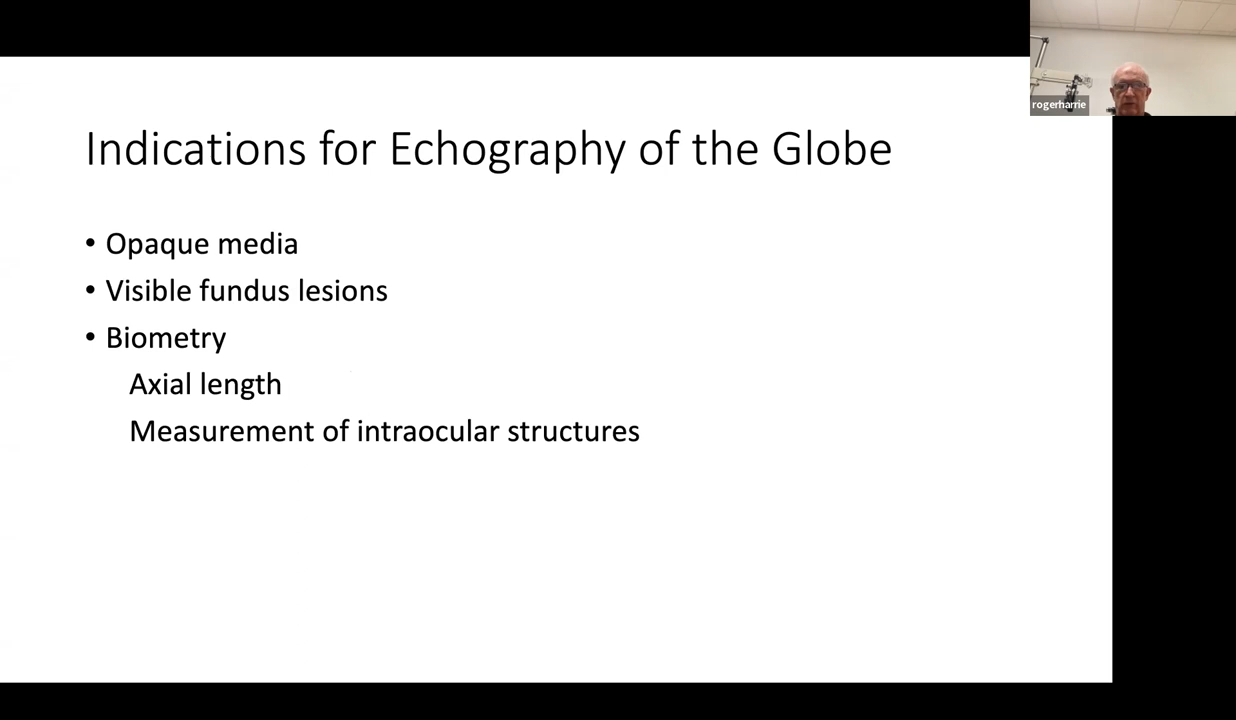 rogerharrie
Indications for Echography of the Globe
• Opaque media
• Visible fundus lesions
• Biometry
Axial length
Measurement of intraocular structures